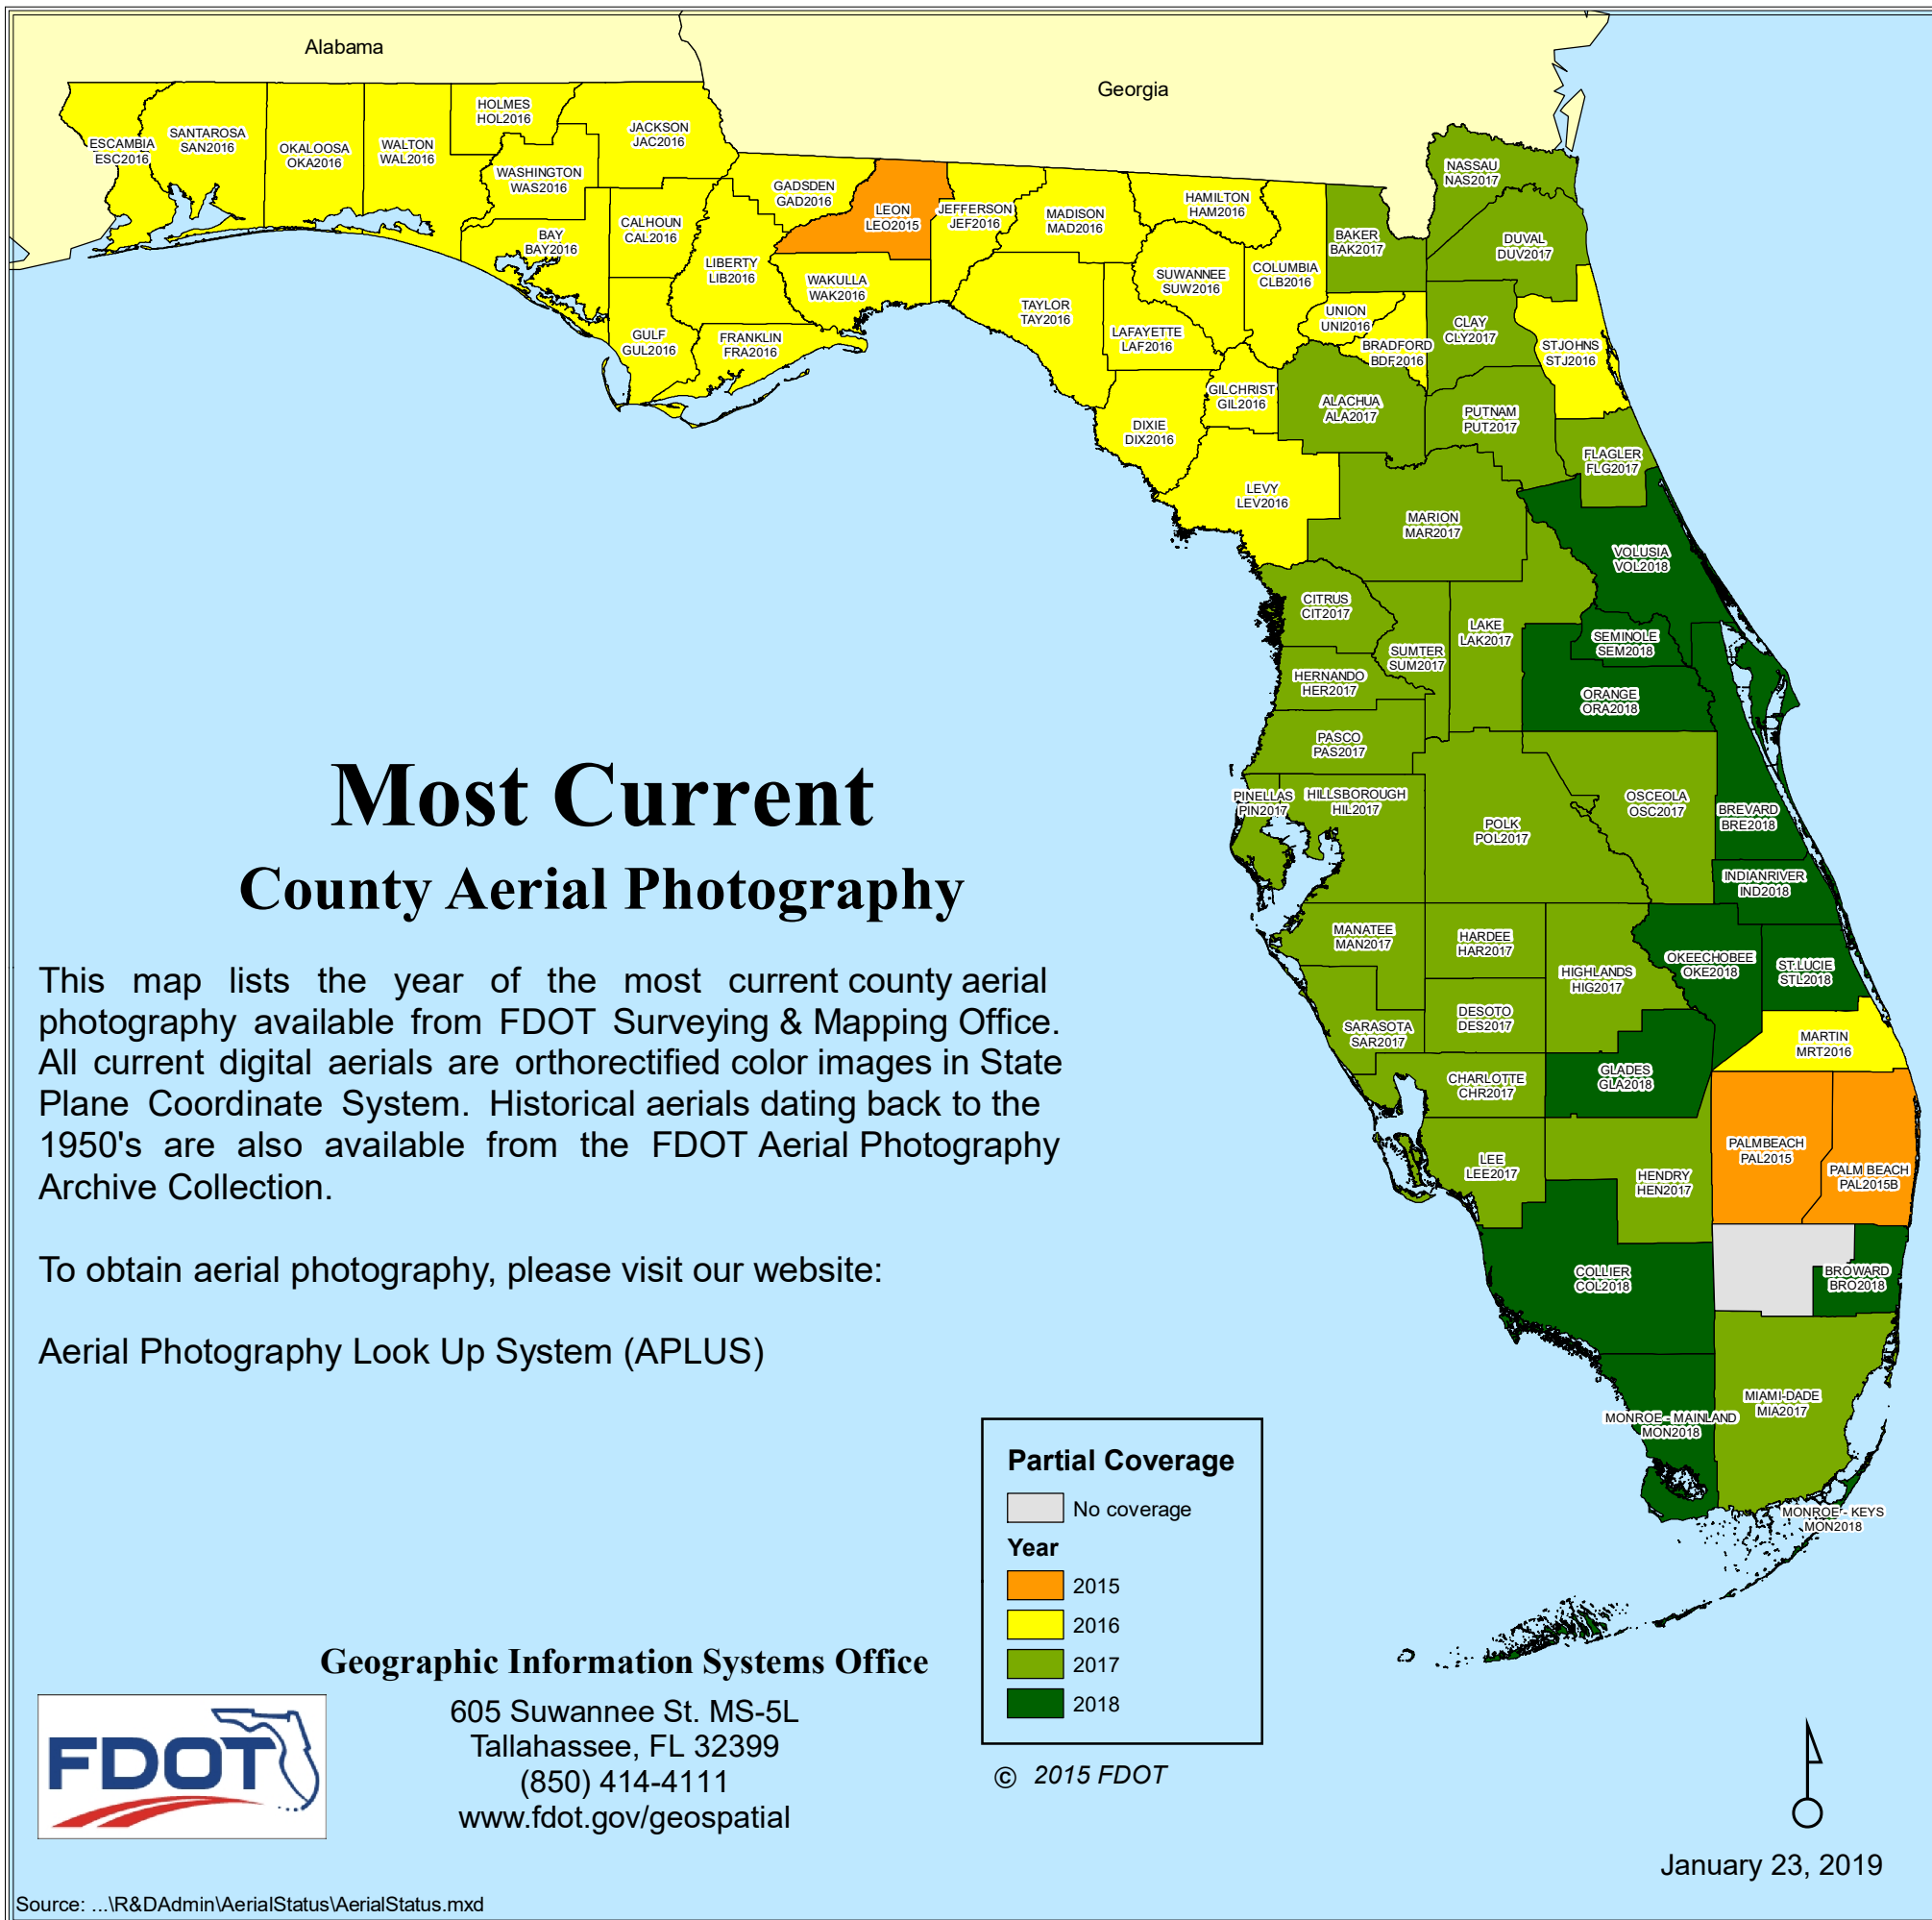 Alabama
Georgia
HOLMES
HOL2016
JACKSON
JAC2016
SANTAROSA
SAN2016
ESCAMBIA
ESC2016
OKALOOSA
OKA2016
WALTON
WAL2016
WASHINGTON
WAS2016
NASSAU
NAS2017
GADSDEN
GAD2016
LEON
LEO2015
JEFFERSON
JEF2016
MADISON
MAD2016
HAMILTON
HAM2016
CALHOUN
CAL2016
BAY
BAY2016
BAKER
BAK2017
DUVAL
DUV2017
LIBERTY
LIB2016
WAKULLA
WAK2016
SUWANNEE
SUW2016
COLUMBIA
CLB2016
TAYLOR
TAY2016
UNION
UNI2016
CLAY
CLY2017
GULF
GUL2016
FRANKLIN
FRA2016
LAFAYETTE
LAF2016
BRADFORD
BDF2016
STJOHNS
STJ2016
GILCHRIST
GIL2016
ALACHUA
ALA2017
PUTNAM
PUT2017
DIXIE
DIX2016
FLAGLER
FLG2017
LEVY
LEV2016
MARION
MAR2017
VOLUSIA
VOL2018
CITRUS
CIT2017
LAKE
LAK2017
SEMINOLE
SEM2018
SUMTER
SUM2017
HERNANDO
HER2017
ORANGE
ORA2018
PASCO
PAS2017
PINELLAS
PIN2017
HILLSBOROUGH
HIL2017
OSCEOLA
OSC2017
BREVARD
BRE2018
POLK
POL2017
INDIANRIVER
IND2018
MANATEE
MAN2017
HARDEE
HAR2017
OKEECHOBEE
OKE2018
ST.LUCIE
STL2018
HIGHLANDS
HIG2017
SARASOTA
SAR2017
DESOTO
DES2017
MARTIN
MRT2016
CHARLOTTE
CHR2017
GLADES
GLA2018
PALMBEACH
PAL2015
PALM BEACH
PAL2015B
LEE
LEE2017
HENDRY
HEN2017
COLLIER
COL2018
BROWARD
BRO2018
MIAMI-DADE
MIA2017
MONROE - MAINLAND
MON2018
MONROE - KEYS
MON2018
Most Current
County Aerial Photography
This map lists the year of the most current county aerial
photography available from FDOT Surveying & Mapping Office.
All current digital aerials are orthorectified color images in State
Plane Coordinate System. Historical aerials dating back to the
1950's are also available from the FDOT Aerial Photography
Archive Collection.
To obtain aerial photography, please visit our website:
Aerial Photography Look Up System (APLUS)
Partial Coverage
No coverage
Year
2015
2016
2017
2018
© 2015 FDOT
Geographic Information Systems Office
605 Suwannee St. MS-5L
Tallahassee, FL 32399
(850) 414-4111
www.fdot.gov/geospatial
FDOT
January 23, 2019
Source: ...\R&DAdmin\AerialStatus\AerialStatus.mxd